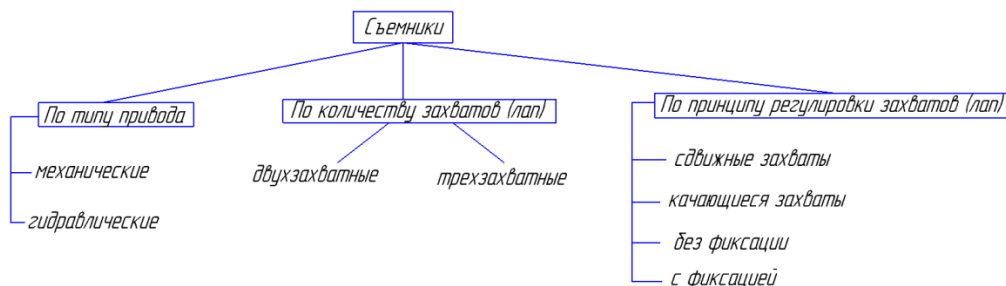 Съемники
По типу привода
По количеству захватов (лап)
По принципу регулировки захватов (лап)
механические
гидравлические
двухзахватные
трехзахватные
сдвижные захваты
качающиеся захваты
без фиксации
с фиксацией